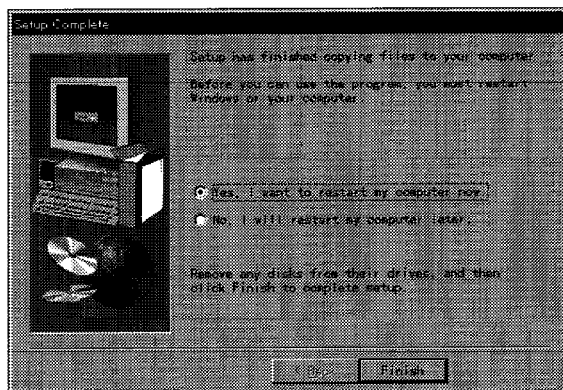 Setup Complete
Setup has finished copying files to your computer.
Before you can use the program, you must restart
Windows or your computer.
Yes, I want to restart my computer now.
No, I will restart my computer later.
Remove any disks from their drives, and then
click Finish to complete setup.
Finish